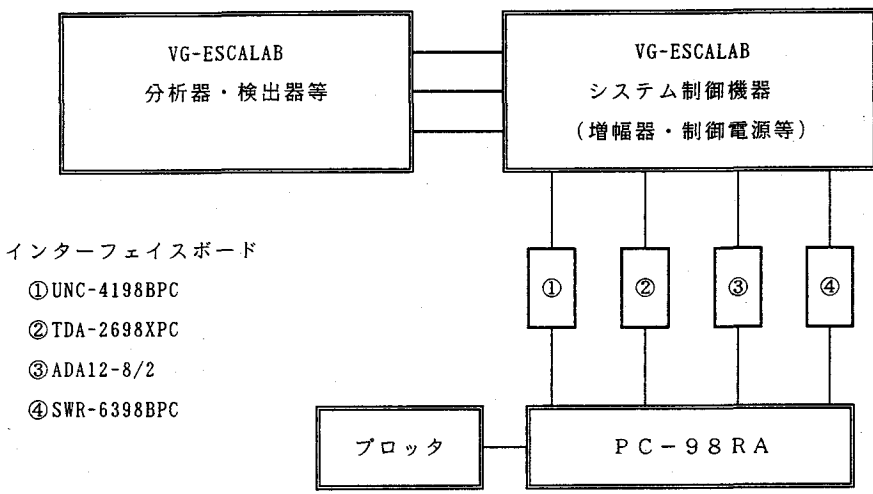 VG-ESCALAB
分析器・検出器等
VG-ESCALAB
システム制御機器
(増幅器・制御電源等)
インターフェイスボード
①UNC-4198BPC
②TDA-2698XPC
③ADA12-8/2
④SWR-6398BPC
①
②
③
④
プロッタ
PC-98RA